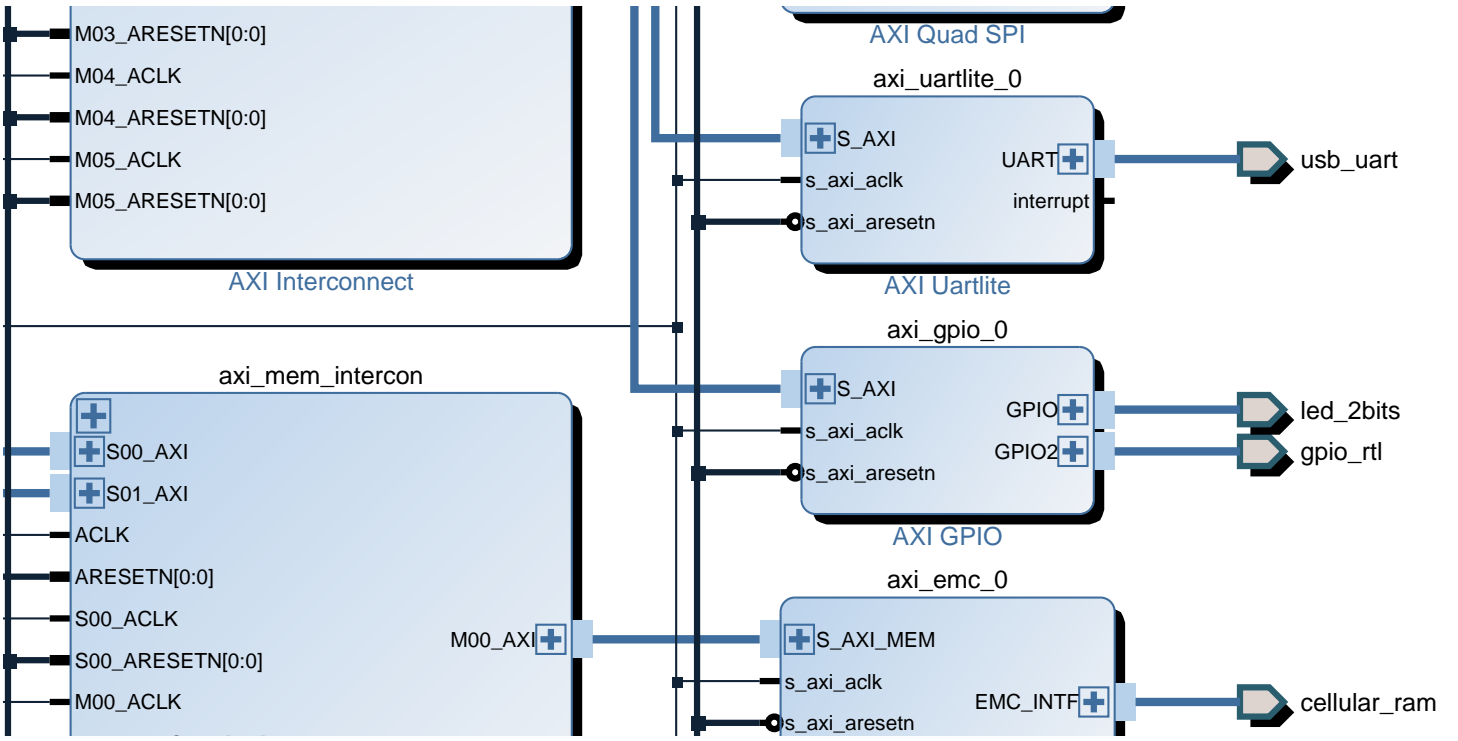 M03_ARESETN[0:0]
M04_ACLK
M04_ARESETN[0:0]
M05_ACLK
M05_ARESETN[0:0]
AXI Interconnect
AXI Quad SPI
axi_uartlite_0
S_AXI
s_axi_aclk
s_axi_aresetn
UART
interrupt
usb_uart
AXI Uartlite
axi_gpio_0
S_AXI
s_axi_aclk
s_axi_aresetn
GPIO
GPIO2
led_2bits
gpio_rtl
AXI GPIO
axi_mem_intercon
S00_AXI
S01_AXI
ACLK
ARESETN[0:0]
S00_ACLK
S00_ARESETN[0:0]
M00_ACLK
M00_AXI
axi_emc_0
S_AXI_MEM
s_axi_aclk
s_axi_aresetn
EMC_INTF
cellular_ram